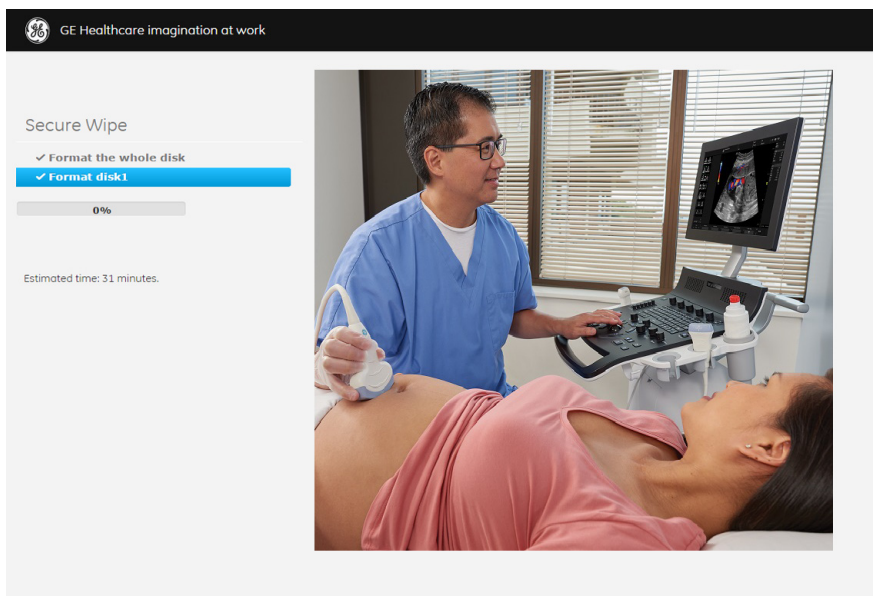 GE Healthcare imagination at work
Secure Wipe
✓ Format the whole disk
✓ Format disk1
0%
Estimated time: 31 minutes.